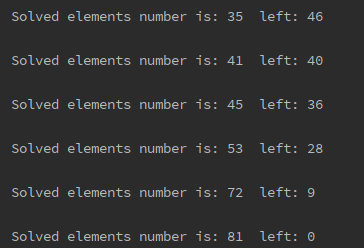 Solved elements number is: 35  left: 46
Solved elements number is: 41  left: 40
Solved elements number is: 45  left: 36
Solved elements number is: 53  left: 28
Solved elements number is: 72  left: 9
Solved elements number is: 81  left: 0